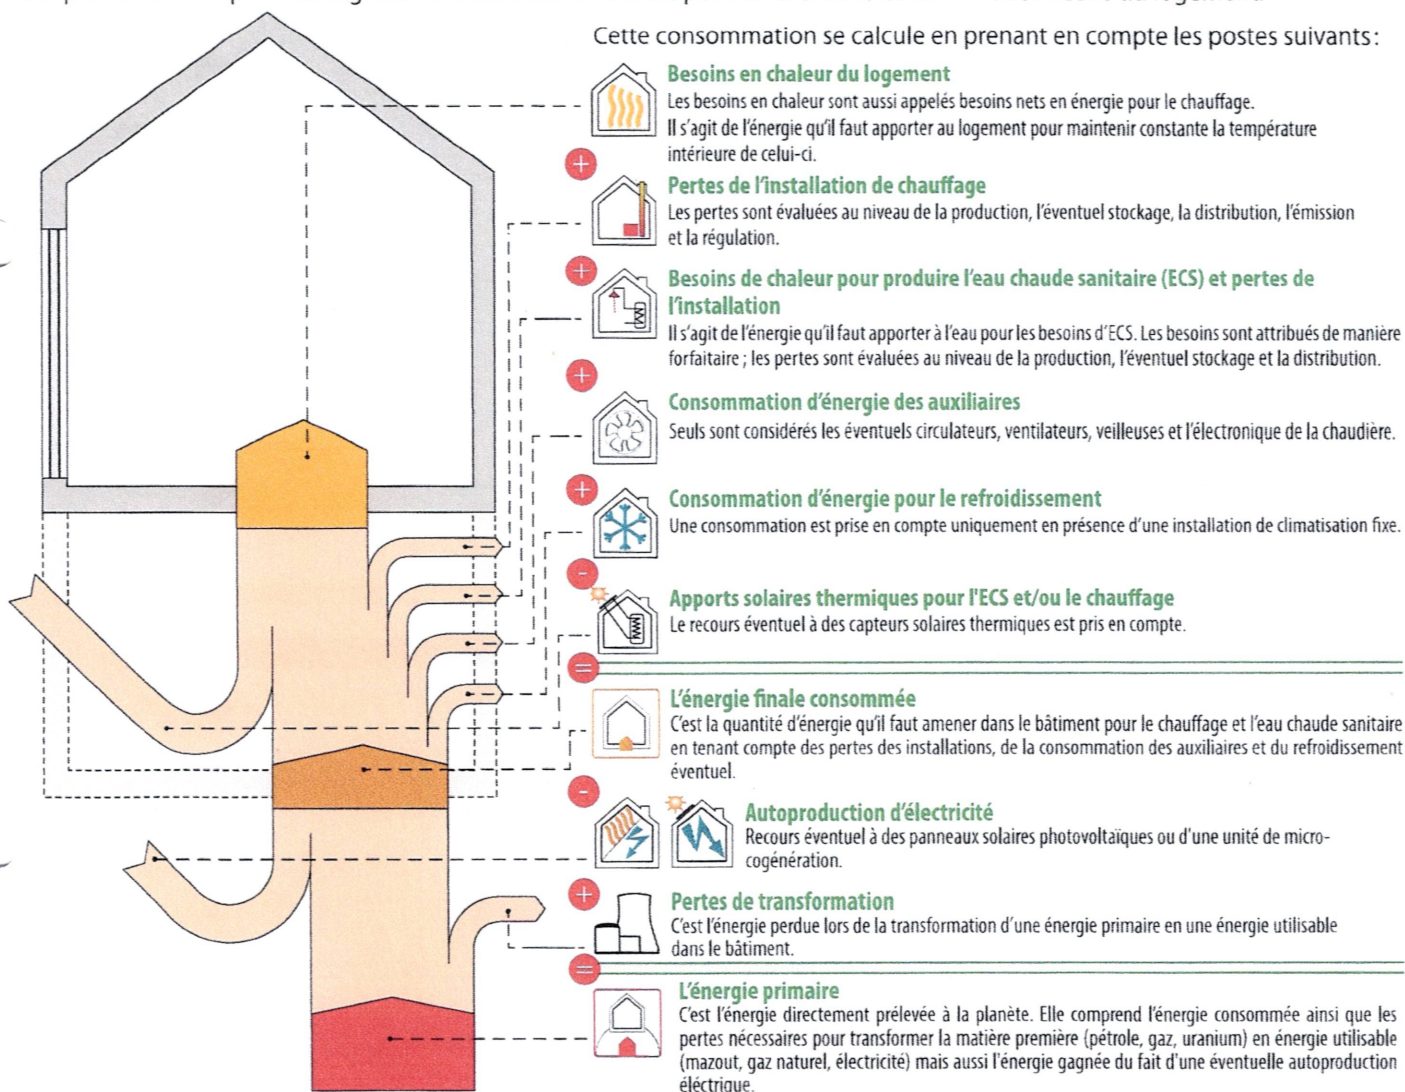 Cette consommation se calcule en prenant en compte les postes suivants :
Besoins en chaleur du logement
Les besoins en chaleur sont aussi appelés besoins nets en énergie pour le chauffage.
Il s'agit de l'énergie qu'il faut apporter au logement pour maintenir constante la température
intérieure de celui-ci.
+
Pertes de l'installation de chauffage
Les pertes sont évaluées au niveau de la production, l'éventuel stockage, la distribution, l'émission
et la régulation.
+
Besoins de chaleur pour produire l'eau chaude sanitaire (ECS) et pertes de
l'installation
Il s'agit de l'énergie qu'il faut apporter à l'eau pour les besoins d'ECS. Les besoins sont attribués de manière
forfaitaire ; les pertes sont évaluées au niveau de la production, l'éventuel stockage et la distribution.
+
Consommation d'énergie des auxiliaires
Seuls sont considérés les éventuels circulateurs, ventilateurs, veilleuses et l'électronique de la chaudière.
+
Consommation d'énergie pour le refroidissement
Une consommation est prise en compte uniquement en présence d'une installation de climatisation fixe.
-
Apports solaires thermiques pour l'ECS et/ou le chauffage
Le recours éventuel à des capteurs solaires thermiques est pris en compte.
=
L'énergie finale consommée
C'est la quantité d'énergie qu'il faut amener dans le bâtiment pour le chauffage et l'eau chaude sanitaire
en tenant compte des pertes des installations, de la consommation des auxiliaires et du refroidissement
éventuel.
-
Autoproduction d'électricité
Recours éventuel à des panneaux solaires photovoltaïques ou d'une unité de micro-
cogénération.
+
Pertes de transformation
C'est l'énergie perdue lors de la transformation d'une énergie primaire en une énergie utilisable
dans le bâtiment.
=
L'énergie primaire
C'est l'énergie directement prélevée à la planète. Elle comprend l'énergie consommée ainsi que les
pertes nécessaires pour transformer la matière première (pétrole, gaz, uranium) en énergie utilisable
(mazout, gaz naturel, électricité) mais aussi l'énergie gagnée du fait d'une éventuelle autoproduction
éléctrique.